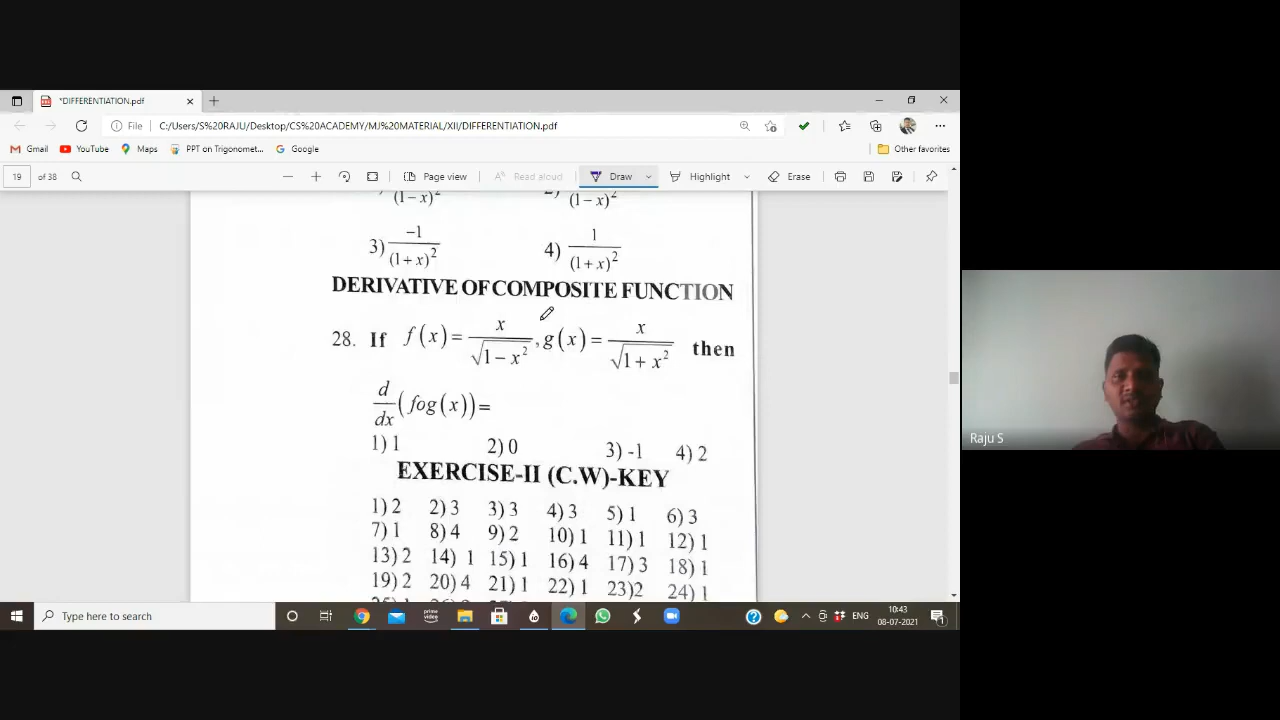 *DIFFERENTIATION.pdf
File C:/Users/S%20RAJU/Desktop/CS%20ACADEMY/MJ%20MATERIAL/XII/DIFFERENTIATION.pdf
Gmail YouTube Maps PPT on Trigonomet... Google Other favorites
19 of 38 Page view Read aloud Draw Highlight Erase
(1 − x)² (1 − x)²
3) −1/(1 + x)² 4) 1/(1 + x)²
DERIVATIVE OF COMPOSITE FUNCTION
28. If f(x) = x/√(1 − x²), g(x) = x/√(1 + x²) then
d/dx (fog(x)) =
1) 1 2) 0 3) -1 4) 2
EXERCISE-II (C.W)-KEY
1) 2 2) 3 3) 3 4) 3 5) 1 6) 3
7) 1 8) 4 9) 2 10) 1 11) 1 12) 1
13) 2 14) 1 15) 1 16) 4 17) 3 18) 1
19) 2 20) 4 21) 1 22) 1 23)2 24) 1
Raju S
Type here to search prime video ENG 10:43
08-07-2021 1